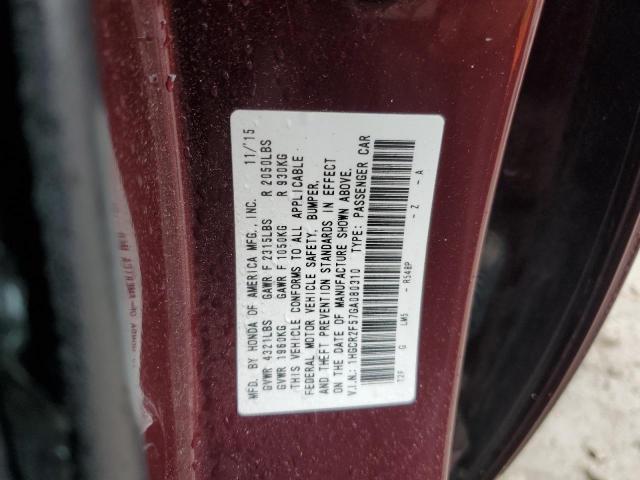 MFD. BY HONDA OF AMERICA MFG., INC. 11/'15
GVWR 4321LBS GAWR F 2315LBS R 2050LBS
GVWR 1960KG GAWR F 1050KG R 930KG
THIS VEHICLE CONFORMS TO ALL APPLICABLE
FEDERAL MOTOR VEHICLE SAFETY, BUMPER,
AND THEFT PREVENTION STANDARDS IN EFFECT
ON THE DATE OF MANUFACTURE SHOWN ABOVE.
V.I.N.: 1HGCR2F57GA080310 TYPE: PASSENGER CAR
T2F G LM5 - R548P - Z - A